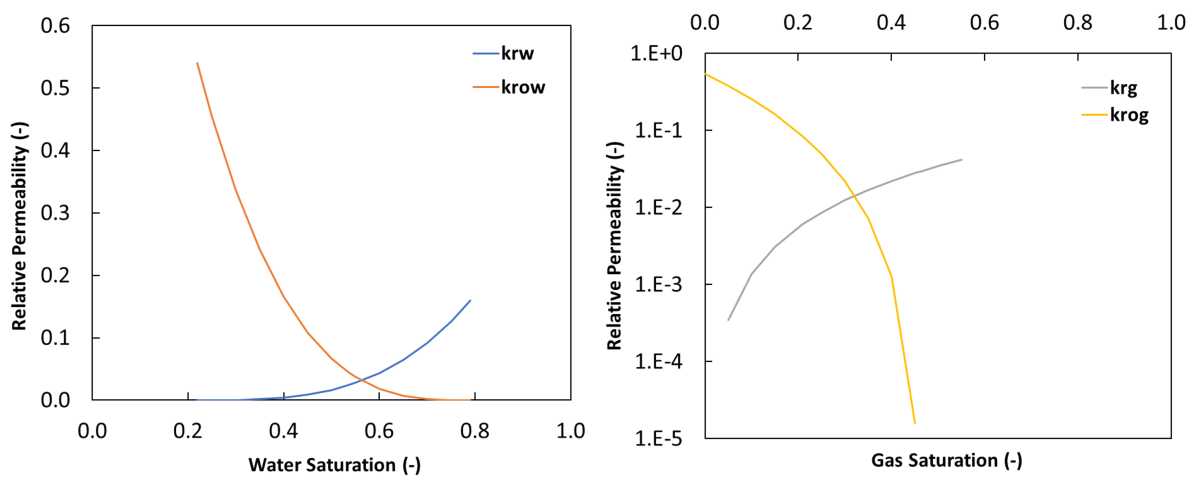 0.6
0.5
0.4
0.3
0.2
0.1
0.0
Relative Permeability (-)
krw
krow
0.0 0.2 0.4 0.6 0.8 1.0
Water Saturation (-)
0.0 0.2 0.4 0.6 0.8 1.0
1.E+0
1.E-1
1.E-2
1.E-3
1.E-4
1.E-5
Relative Permeability (-)
krg
krog
Gas Saturation (-)